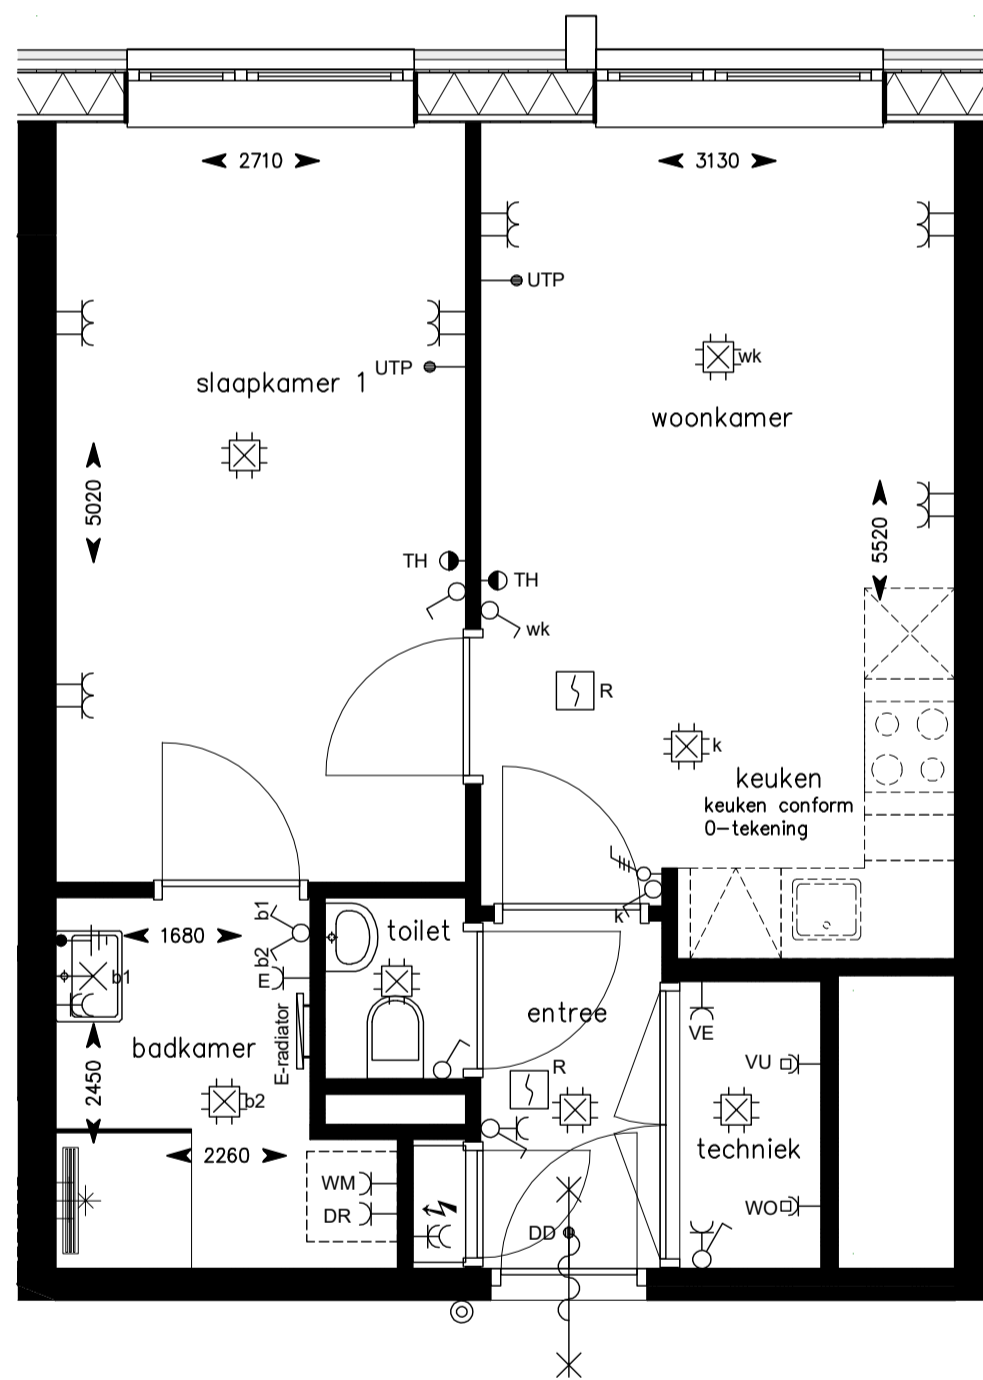 2710
3130
UTP
UTP
wk
slaapkamer 1
woonkamer
5020
5520
TH
TH
wk
R
k
keuken
keuken conform
0-tekening
k
b1
1680
b2
toilet
b1
E
entree
VE
E-radiator
badkamer
R
VU
2450
b2
techniek
2260
WM
DR
WO
DD